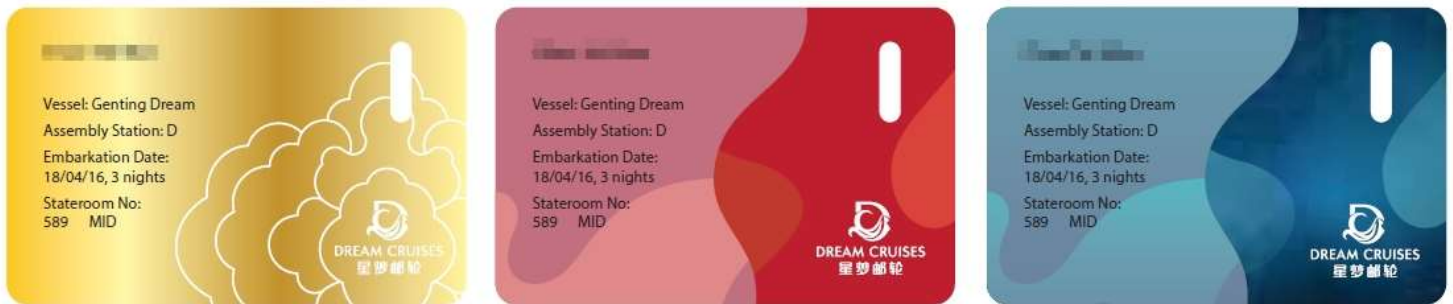 Vessel: Genting Dream
Assembly Station: D
Embarkation Date:
18/04/16, 3 nights
Stateroom No:
589 MID
DREAM CRUISES
星梦邮轮
Vessel: Genting Dream
Assembly Station: D
Embarkation Date:
18/04/16, 3 nights
Stateroom No:
589 MID
DREAM CRUISES
星梦邮轮
Vessel: Genting Dream
Assembly Station: D
Embarkation Date:
18/04/16, 3 nights
Stateroom No:
589 MID
DREAM CRUISES
星梦邮轮